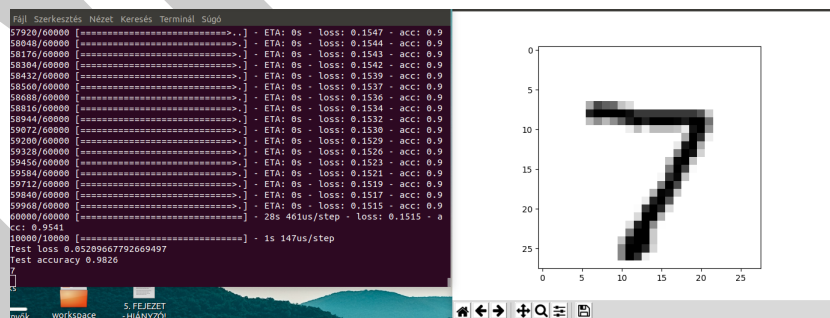 Fájl Szerkesztés Nézet Keresés Terminál Súgó
57920/60000 [============================>..] - ETA: 0s - loss: 0.1547 - acc: 0.9
58048/60000 [============================>.] - ETA: 0s - loss: 0.1544 - acc: 0.9
58176/60000 [============================>.] - ETA: 0s - loss: 0.1543 - acc: 0.9
58304/60000 [============================>.] - ETA: 0s - loss: 0.1542 - acc: 0.9
58432/60000 [============================>.] - ETA: 0s - loss: 0.1539 - acc: 0.9
58560/60000 [============================>.] - ETA: 0s - loss: 0.1537 - acc: 0.9
58688/60000 [============================>.] - ETA: 0s - loss: 0.1536 - acc: 0.9
58816/60000 [============================>.] - ETA: 0s - loss: 0.1534 - acc: 0.9
58944/60000 [============================>.] - ETA: 0s - loss: 0.1532 - acc: 0.9
59072/60000 [============================>.] - ETA: 0s - loss: 0.1530 - acc: 0.9
59200/60000 [============================>.] - ETA: 0s - loss: 0.1529 - acc: 0.9
59328/60000 [============================>.] - ETA: 0s - loss: 0.1526 - acc: 0.9
59456/60000 [============================>.] - ETA: 0s - loss: 0.1523 - acc: 0.9
59584/60000 [============================>.] - ETA: 0s - loss: 0.1521 - acc: 0.9
59712/60000 [============================>.] - ETA: 0s - loss: 0.1519 - acc: 0.9
59840/60000 [============================>.] - ETA: 0s - loss: 0.1517 - acc: 0.9
59968/60000 [============================>.] - ETA: 0s - loss: 0.1515 - acc: 0.9
60000/60000 [==============================] - 28s 461us/step - loss: 0.1515 - a
cc: 0.9541
10000/10000 [==============================] - 1s 147us/step
Test loss 0.05209667792669497
Test accuracy 0.9826
7
workspace
5. FEJEZET
- HIÁNYZÓ!
0
5
10
15
20
25
0 5 10 15 20 25
7